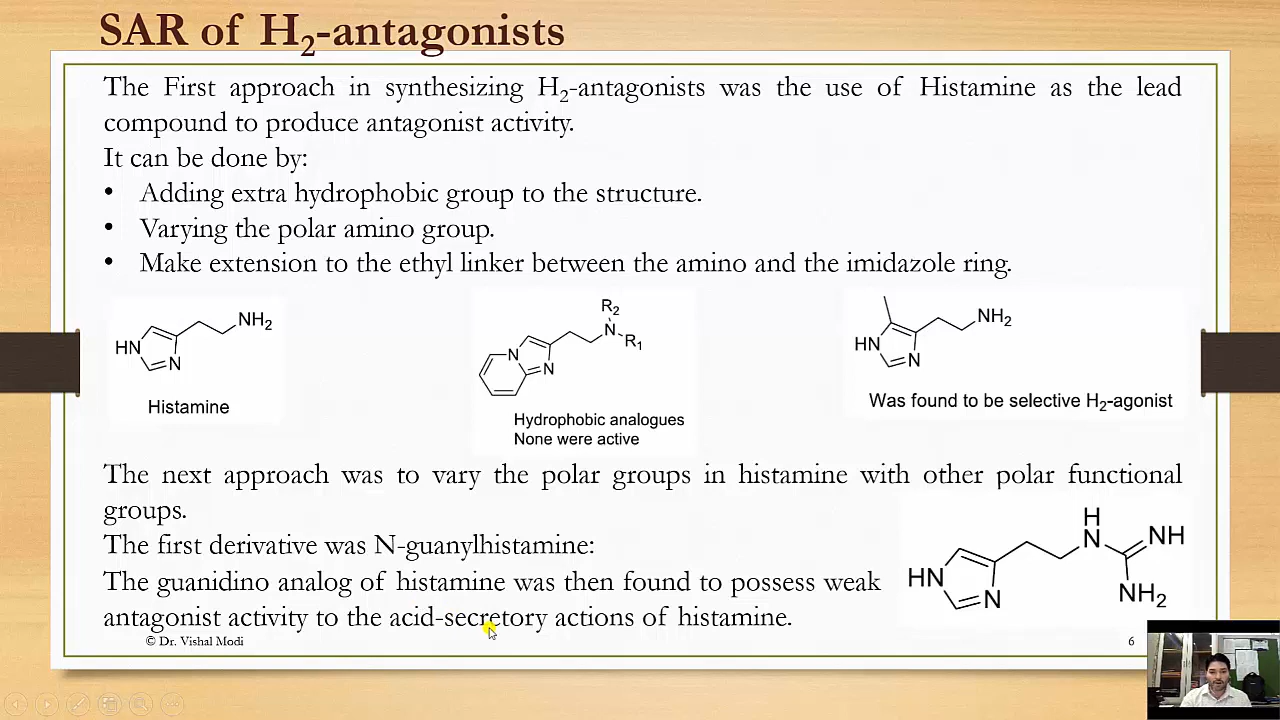 SAR of H₂-antagonists
The First approach in synthesizing H₂-antagonists was the use of Histamine as the lead
compound to produce antagonist activity.
It can be done by:
• Adding extra hydrophobic group to the structure.
• Varying the polar amino group.
• Make extension to the ethyl linker between the amino and the imidazole ring.
HN N NH₂
Histamine
N N N R₂ R₁
Hydrophobic analogues
None were active
HN N NH₂
Was found to be selective H₂-agonist
The next approach was to vary the polar groups in histamine with other polar functional
groups.
The first derivative was N-guanylhistamine:
The guanidino analog of histamine was then found to possess weak
antagonist activity to the acid-secretory actions of histamine.
HN N H N NH NH₂
© Dr. Vishal Modi
6